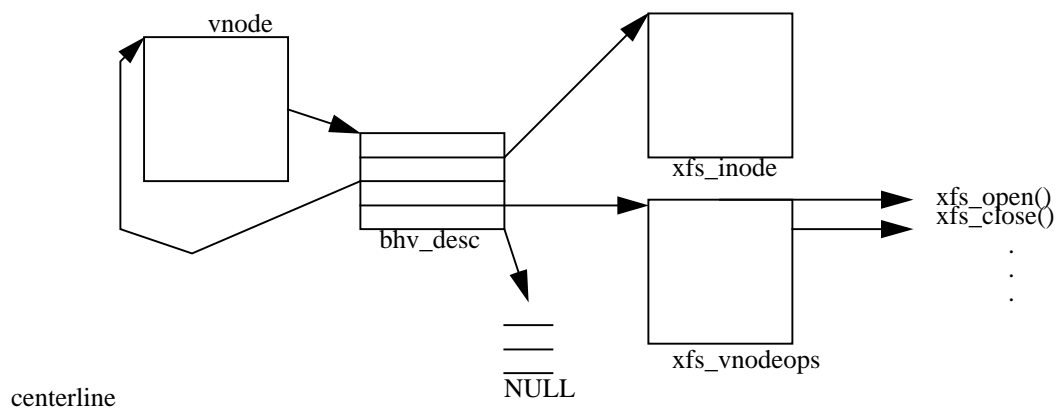 vnode
xfs_inode
xfs_open()
xfs_close()
bhv_desc
.
.
.
xfs_vnodeops
NULL
centerline